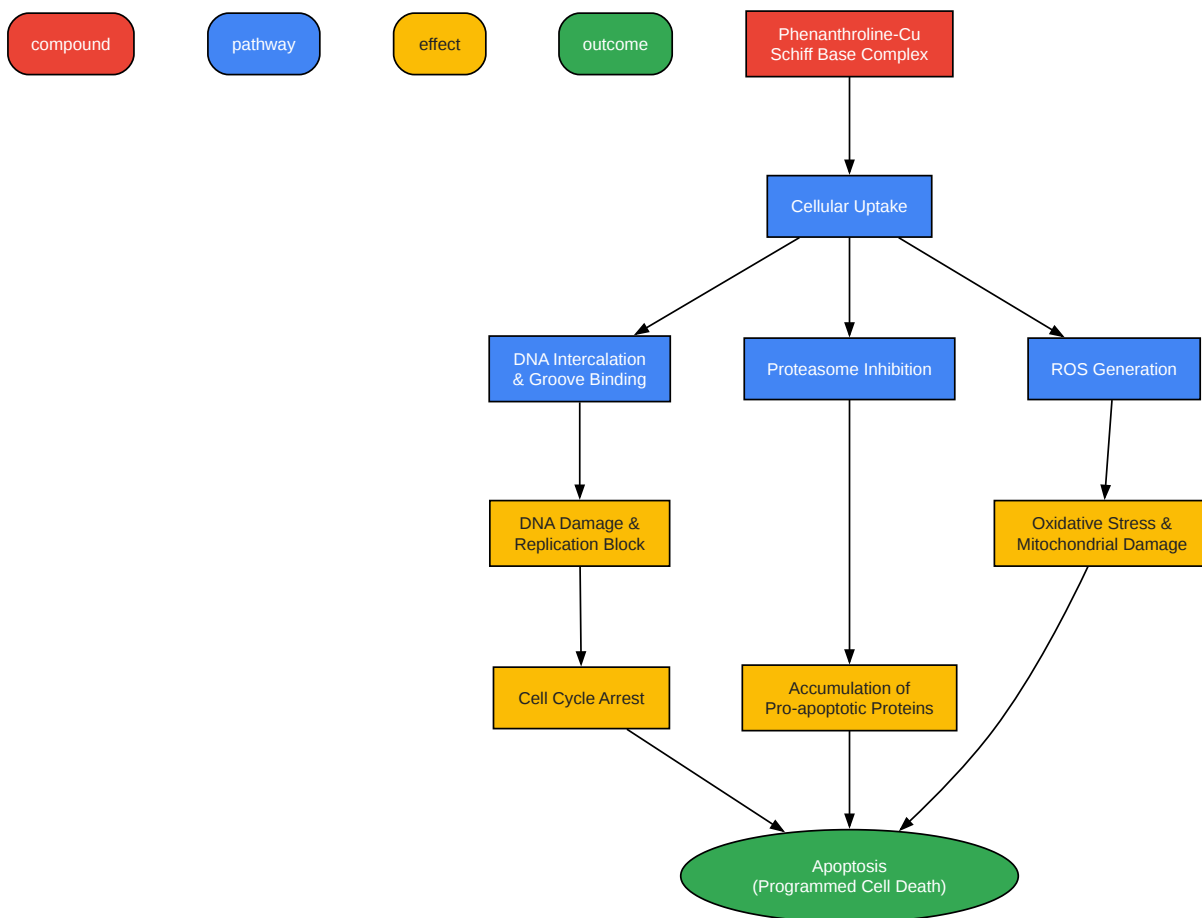 compound
pathway
effect
outcome
Phenanthroline-Cu
Schiff Base Complex
Cellular Uptake
DNA Intercalation
& Groove Binding
Proteasome Inhibition
ROS Generation
DNA Damage &
Replication Block
Oxidative Stress &
Mitochondrial Damage
Cell Cycle Arrest
Accumulation of
Pro-apoptotic Proteins
Apoptosis
(Programmed Cell Death)